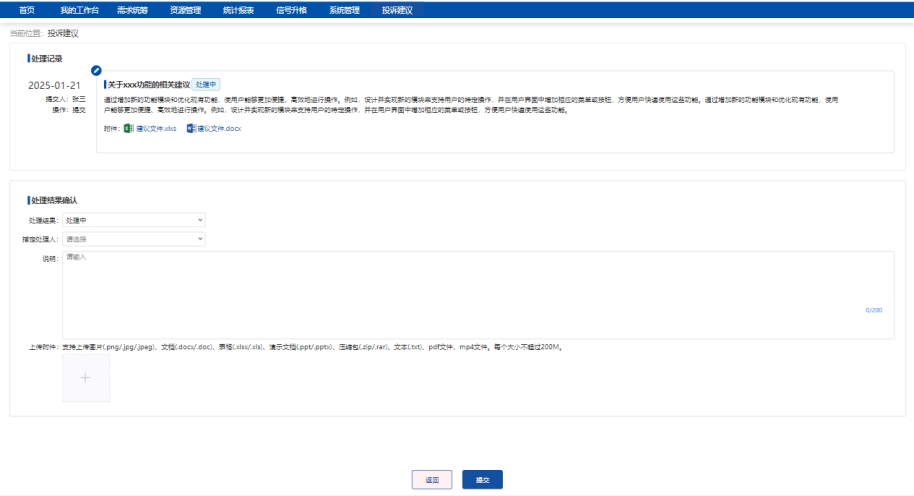 首页 我的工作台 需求统筹 资源管理 统计报表 信号升格 系统管理 投诉建议
当前位置： 投诉建议
处理记录
2025-01-21
提交人：张三
操作：提交
关于xxx功能的相关建议 处理中
通过增加新的功能模块和优化现有功能，使用户能够更加便捷、高效地进行操作。例如，设计并实现新的模块来支持用户的特定操作，并在用户界面中增加相应的菜单或按钮，方便用户快速使用这些功能。通过增加新的功能模块和优化现有功能，使用
户能够更加便捷、高效地进行操作。例如，设计并实现新的模块来支持用户的特定操作，并在用户界面中增加相应的菜单或按钮，方便用户快速使用这些功能。
附件： 建议文件.xlxs 建议文件.docx
处理结果确认
处理结果： 处理中
指定处理人： 请选择
说明： 请输入
0/200
上传附件： 支持上传图片(.png/.jpg/.jpeg)、文档(.docx/.doc)、表格(.xlsx/.xls)、演示文档(.ppt/.pptx)、压缩包(.zip/.rar)、文本(.txt)、pdf文件、mp4文件，每个大小不超过200M。
返回 提交